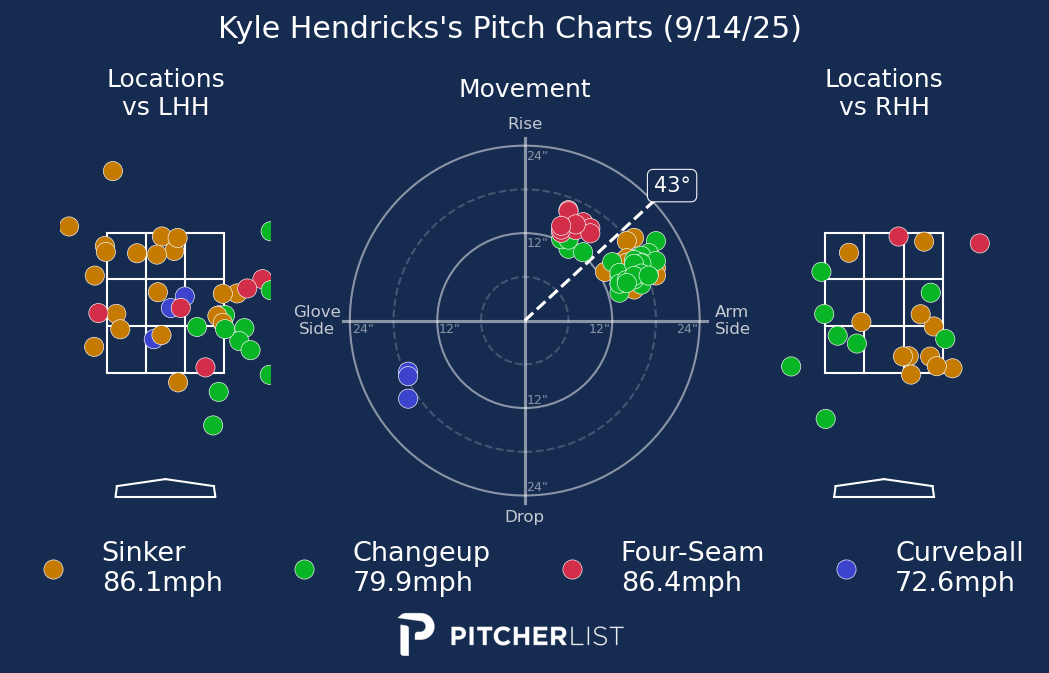 Kyle Hendricks's Pitch Charts (9/14/25)
Locations
vs LHH
Movement
Locations
vs RHH
Rise
24"
43°
12"
Glove
Side
24"
12"
12"
24"
Arm
Side
12"
24"
Drop
Sinker
86.1mph
Changeup
79.9mph
Four-Seam
86.4mph
Curveball
72.6mph
PITCHERLIST